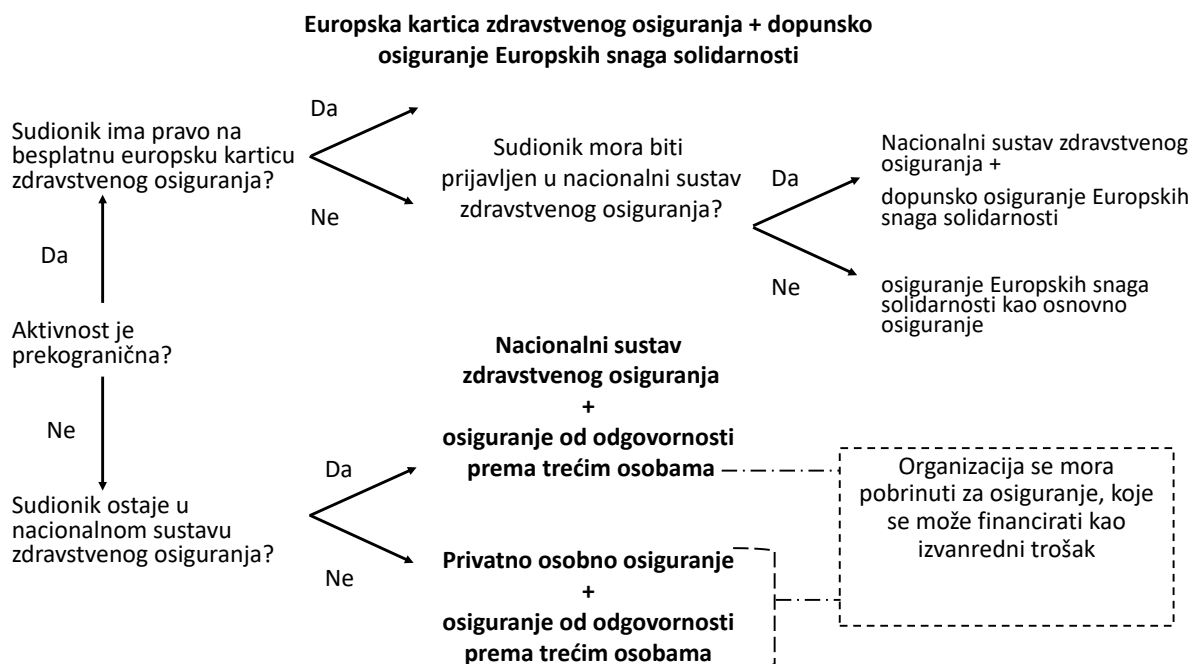 Europska kartica zdravstvenog osiguranja + dopunsko
osiguranje Europskih snaga solidarnosti
Da
Sudionik ima pravo na
besplatnu europsku karticu
zdravstvenog osiguranja?
Ne
Sudionik mora biti
prijavljen u nacionalni sustav
zdravstvenog osiguranja?
Da
Nacionalni sustav zdravstvenog
osiguranja +
dopunsko osiguranje Europskih
snaga solidarnosti
Ne
osiguranje Europskih snaga
solidarnosti kao osnovno
osiguranje
Da
Aktivnost je
prekogranična?
Ne
Sudionik ostaje u
nacionalnom sustavu
zdravstvenog osiguranja?
Da
Nacionalni sustav
zdravstvenog osiguranja
+
osiguranje od odgovornosti
prema trećim osobama
Ne
Privatno osobno osiguranje
+
osiguranje od odgovornosti
prema trećim osobama
Organizacija se mora
pobrinuti za osiguranje, koje
se može financirati kao
izvanredni trošak